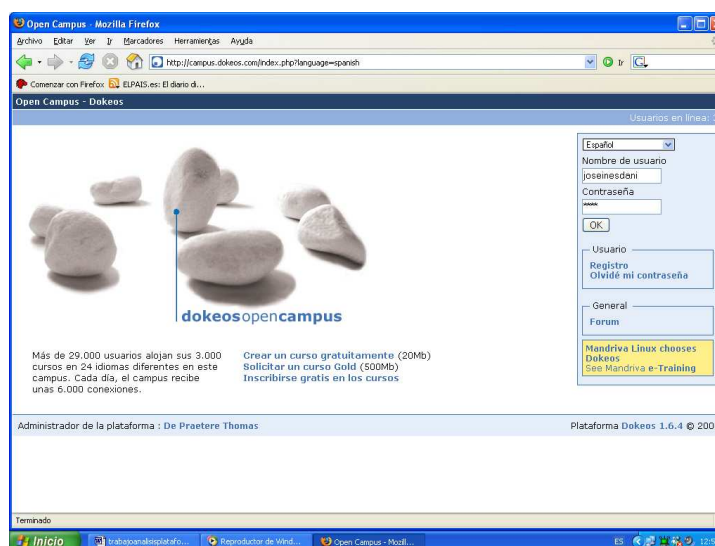 Open Campus - Mozilla Firefox
Archivo Editar Ver Ir Marcadores Herramientas Ayuda
http://campus.dokeos.com/index.php?language=spanish
Ir
Comenzar con Firefox ELPAIS.es: El diario d...
Open Campus - Dokeos
Usuarios en línea:
Español
Nombre de usuario
joseinesdani
Contraseña
****
OK
Usuario
Registro
Olvidé mi contraseña
General
Forum
Mandriva Linux chooses
Dokeos
See Mandriva e-Training
dokeosopencampus
Más de 29.000 usuarios alojan sus 3.000
cursos en 24 idiomas diferentes en este
campus. Cada día, el campus recibe
unas 6.000 conexiones.
Crear un curso gratuitamente (20Mb)
Solicitar un curso Gold (500Mb)
Inscribirse gratis en los cursos
Administrador de la plataforma : De Praetere Thomas
Plataforma Dokeos 1.6.4 © 200
Terminado
Inicio
trabajoanalisisplatafo...
Reproductor de Wind...
Open Campus - Mozill...
ES
12:5